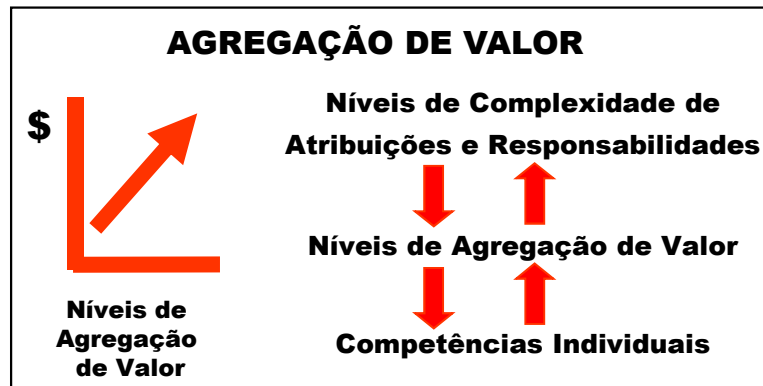 AGREGAÇÃO DE VALOR
$
Níveis de
Agregação
de Valor
Níveis de Complexidade de
Atribuições e Responsabilidades
Níveis de Agregação de Valor
Competências Individuais